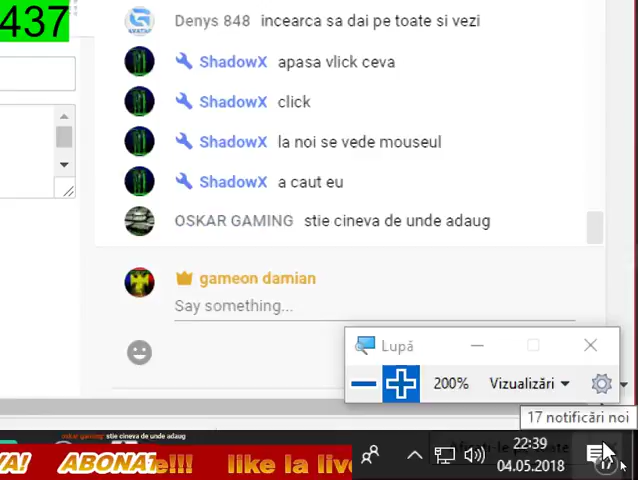 437
Denys 848 incearca sa dai pe toate si vezi
ShadowX apasa vlick ceva
ShadowX click
ShadowX la noi se vede mouseul
ShadowX a caut eu
OSKAR GAMING stie cineva de unde adaug
gameon damian
Say something...
Lupă
200% Vizualizări
17 notificări noi
oskar gaming: stie cineva de unde adaug
22:39
A! ABONAT e!!! like la live
04.05.2018
17